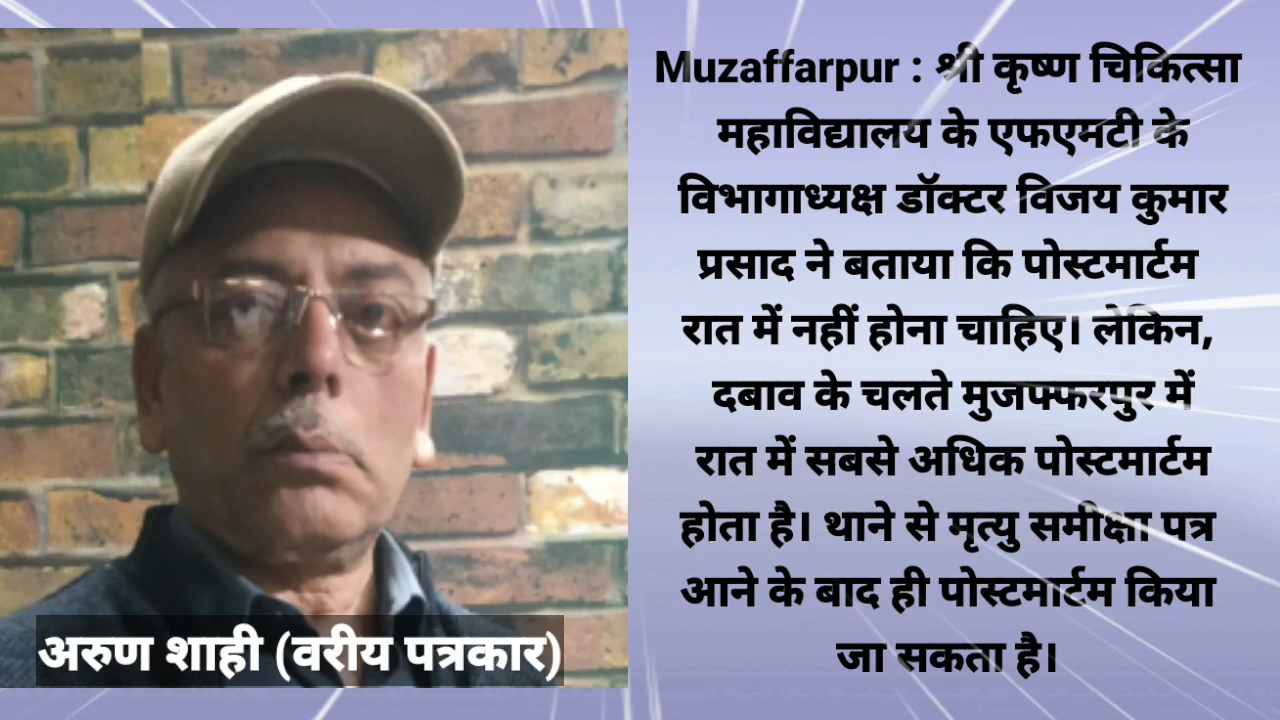 Muzaffarpur : श्री कृष्ण चिकित्सा
महाविद्यालय के एफएमटी के
विभागाध्यक्ष डॉक्टर विजय कुमार
प्रसाद ने बताया कि पोस्टमार्टम
रात में नहीं होना चाहिए। लेकिन,
दबाव के चलते मुजफ्फरपुर में
रात में सबसे अधिक पोस्टमार्टम
होता है। थाने से मृत्यु समीक्षा पत्र
आने के बाद ही पोस्टमार्टम किया
जा सकता है।
अरुण शाही (वरीय पत्रकार)